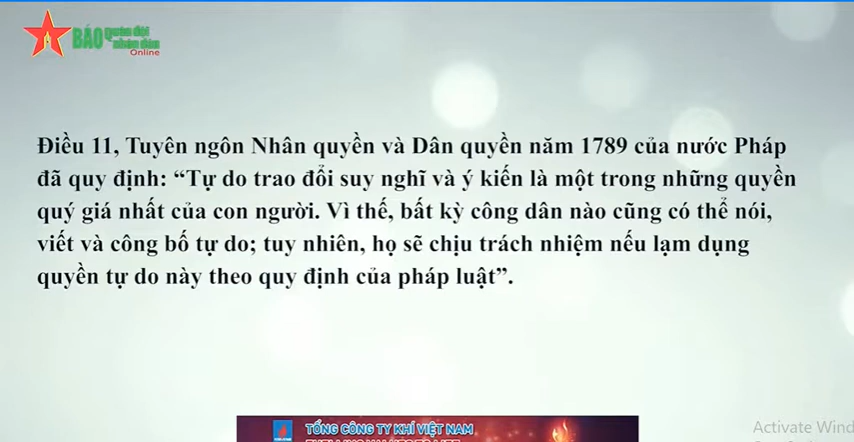 BÁO Quân đội
nhân dân
Online
Điều 11, Tuyên ngôn Nhân quyền và Dân quyền năm 1789 của nước Pháp
đã quy định: “Tự do trao đổi suy nghĩ và ý kiến là một trong những quyền
quý giá nhất của con người. Vì thế, bất kỳ công dân nào cũng có thể nói,
viết và công bố tự do; tuy nhiên, họ sẽ chịu trách nhiệm nếu lạm dụng
quyền tự do này theo quy định của pháp luật”.
TỔNG CÔNG TY KHÍ VIỆT NAM
Activate Wind